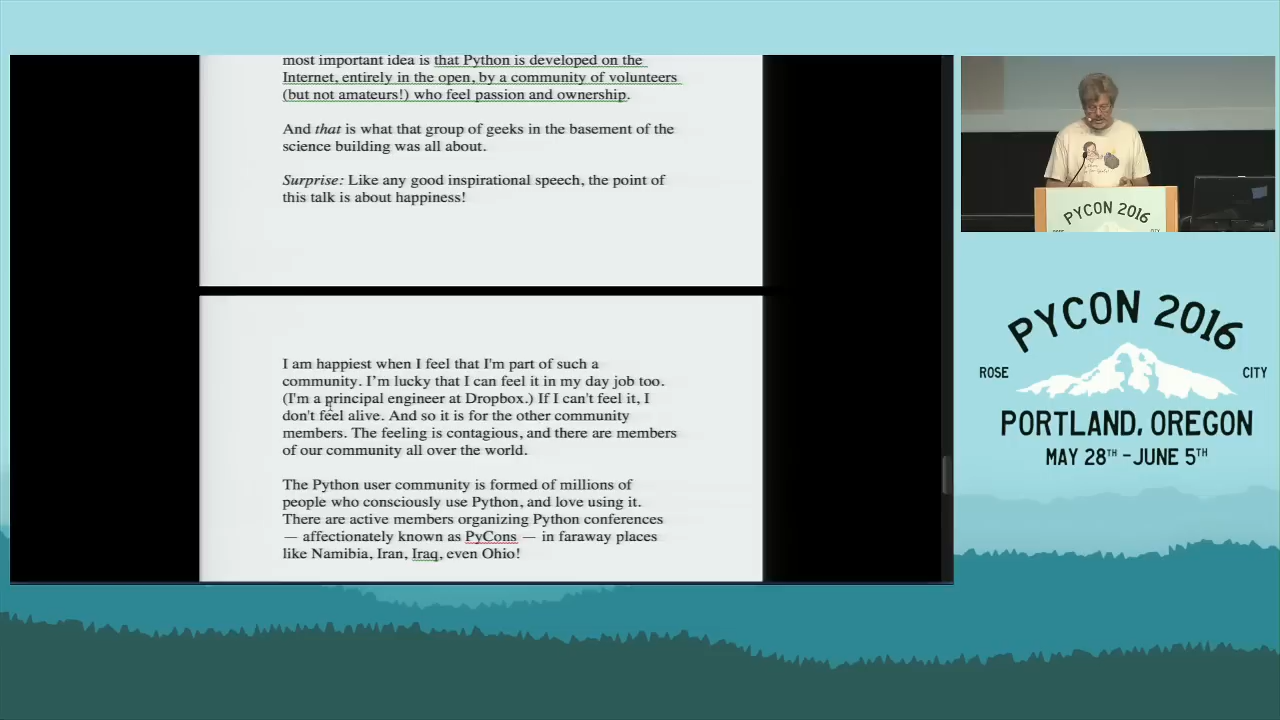 most important idea is that Python is developed on the
Internet, entirely in the open, by a community of volunteers
(but not amateurs!) who feel passion and ownership.
And that is what that group of geeks in the basement of the
science building was all about.
Surprise: Like any good inspirational speech, the point of
this talk is about happiness!
I am happiest when I feel that I'm part of such a
community. I’m lucky that I can feel it in my day job too.
(I'm a principal engineer at Dropbox.) If I can't feel it, I
don't feel alive. And so it is for the other community
members. The feeling is contagious, and there are members
of our community all over the world.
The Python user community is formed of millions of
people who consciously use Python, and love using it.
There are active members organizing Python conferences
— affectionately known as PyCons — in faraway places
like Namibia, Iran, Iraq, even Ohio!
PYCON 2016
ROSE CITY
PYCON 2016
ROSE CITY
PORTLAND, OREGON
MAY 28TH - JUNE 5TH